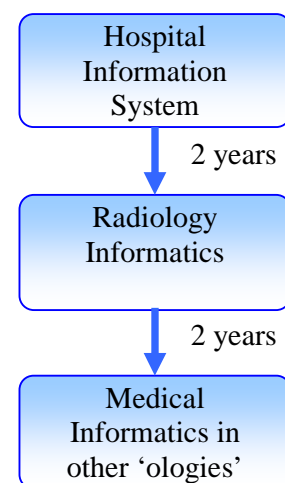 Hospital
Information
System
2 years
Radiology
Informatics
2 years
Medical
Informatics in
other ‘ologies’